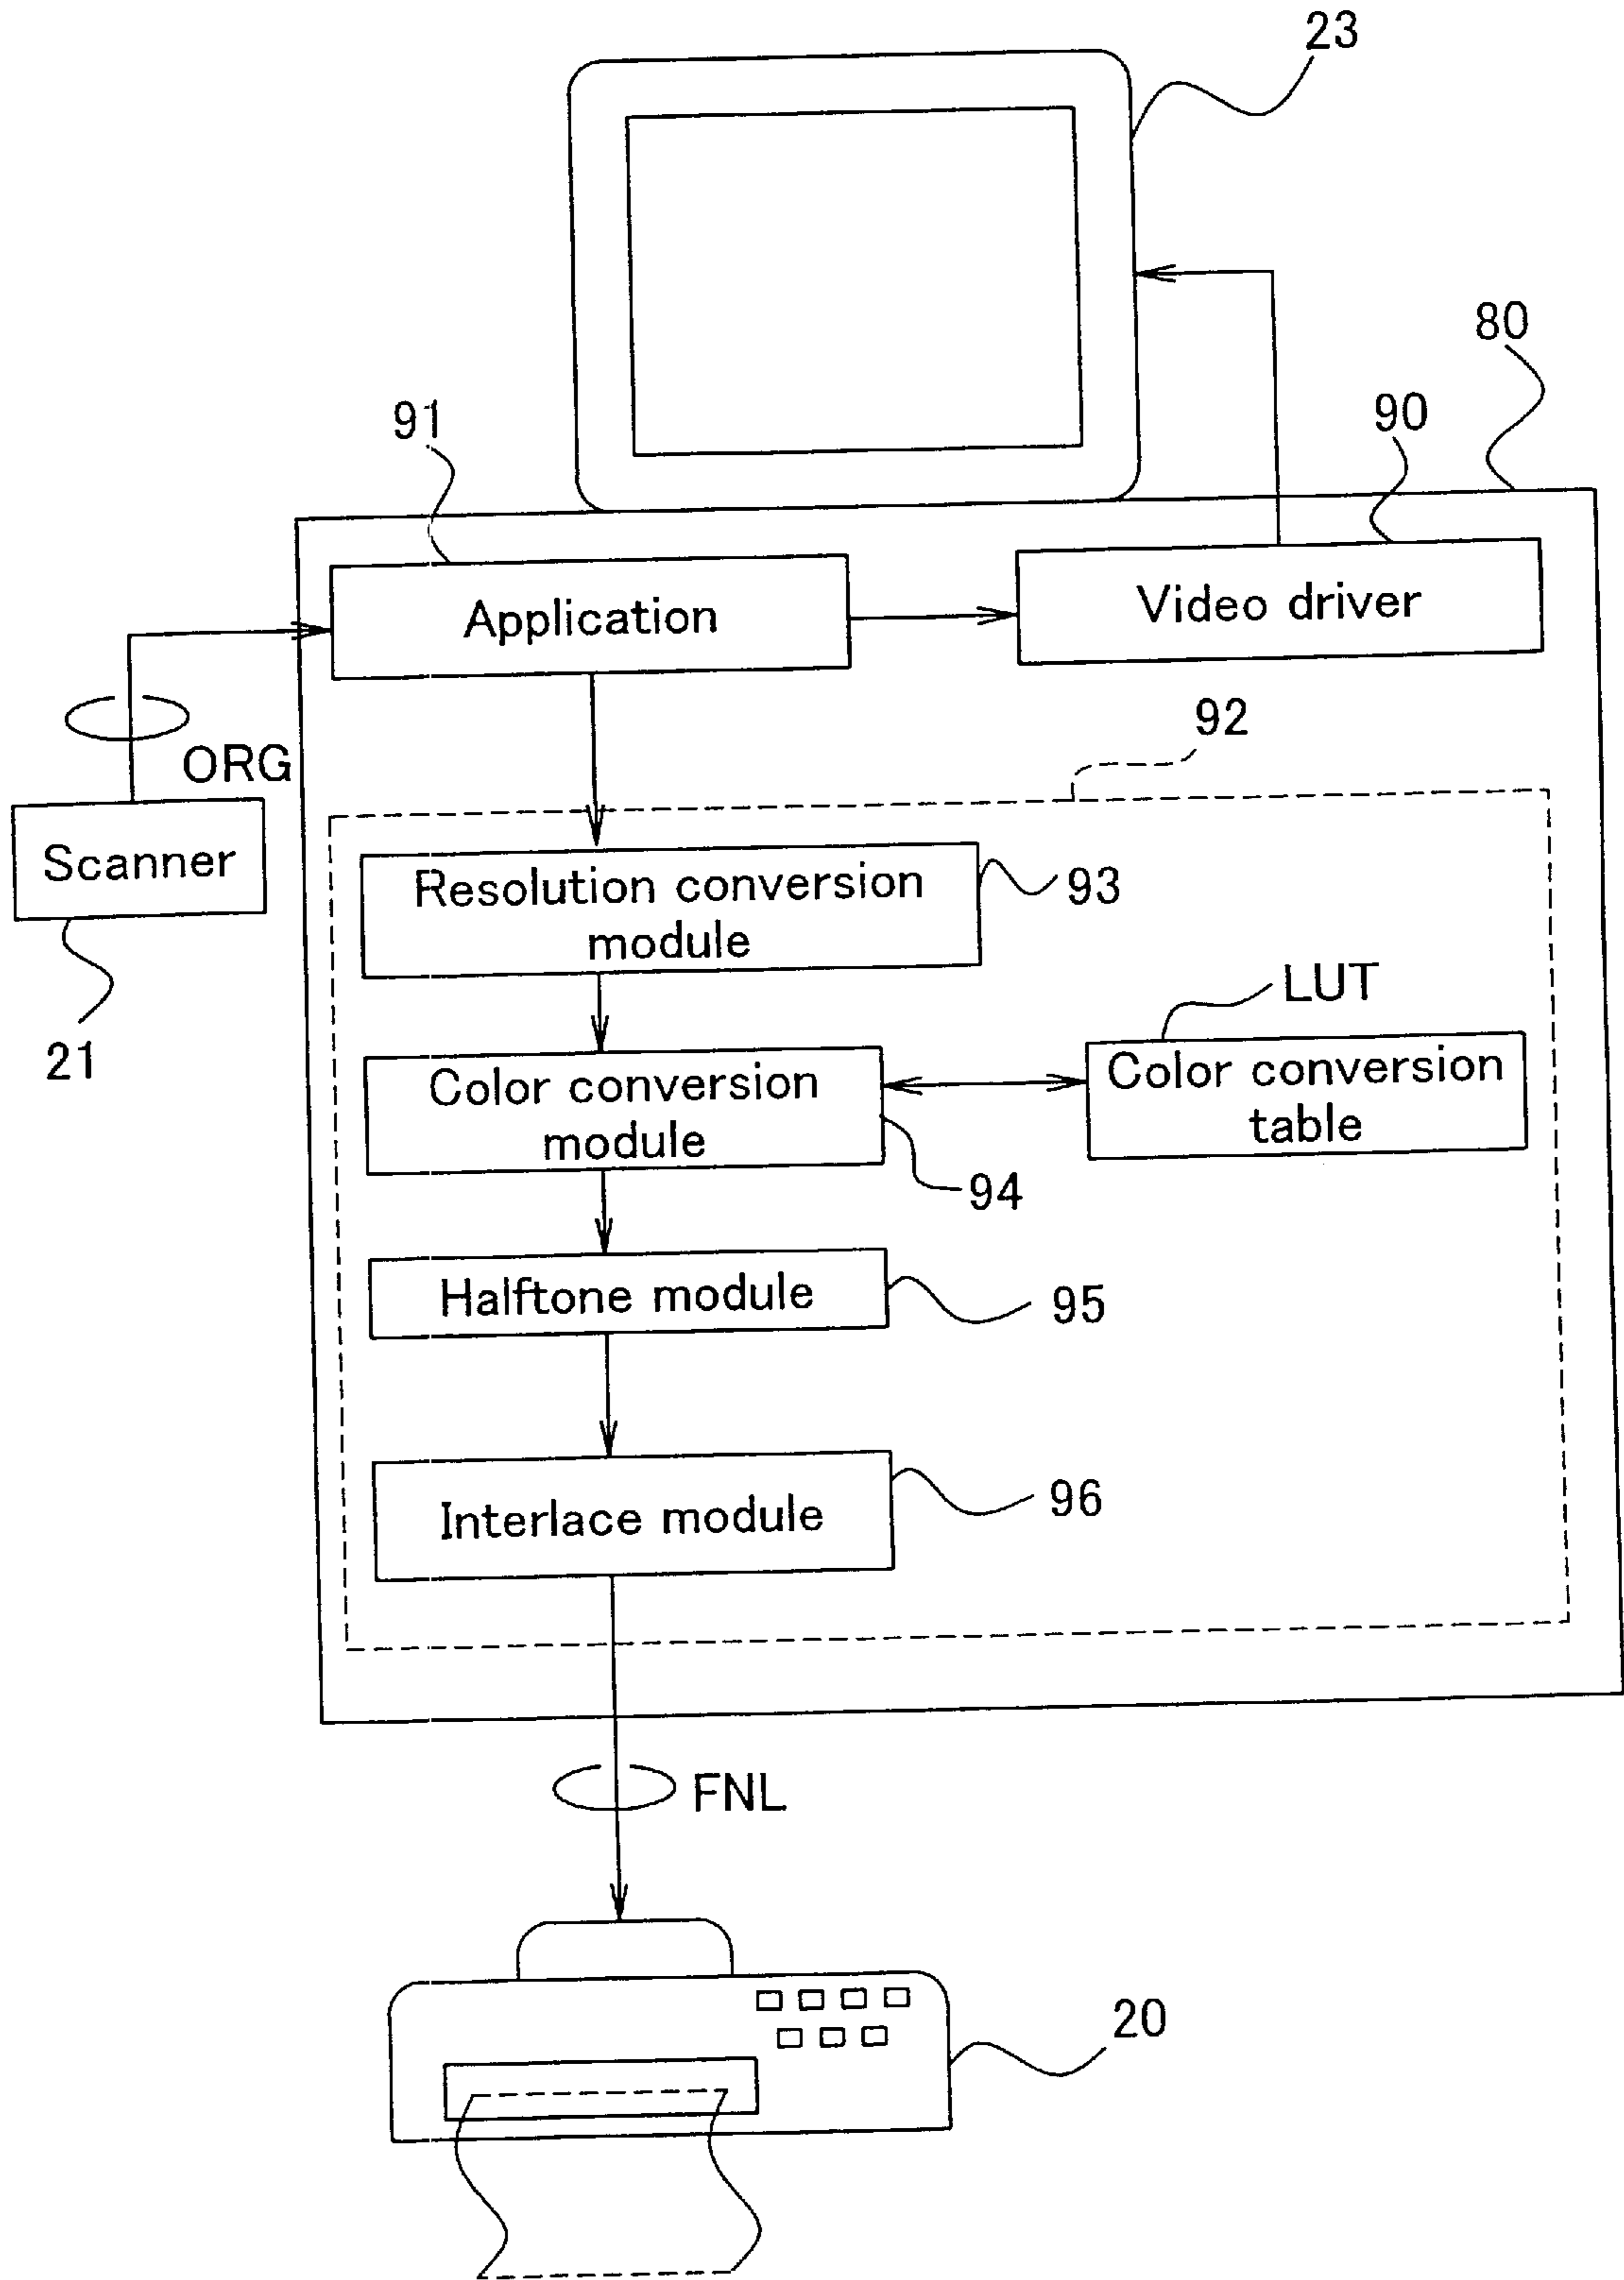 23
80
91
90
Application
Video driver
92
ORG
Scanner
21
Resolution conversion
module
93
LUT
Color conversion
module
94
Color conversion
table
Halftone module
95
Interlace module
96
FNL
20